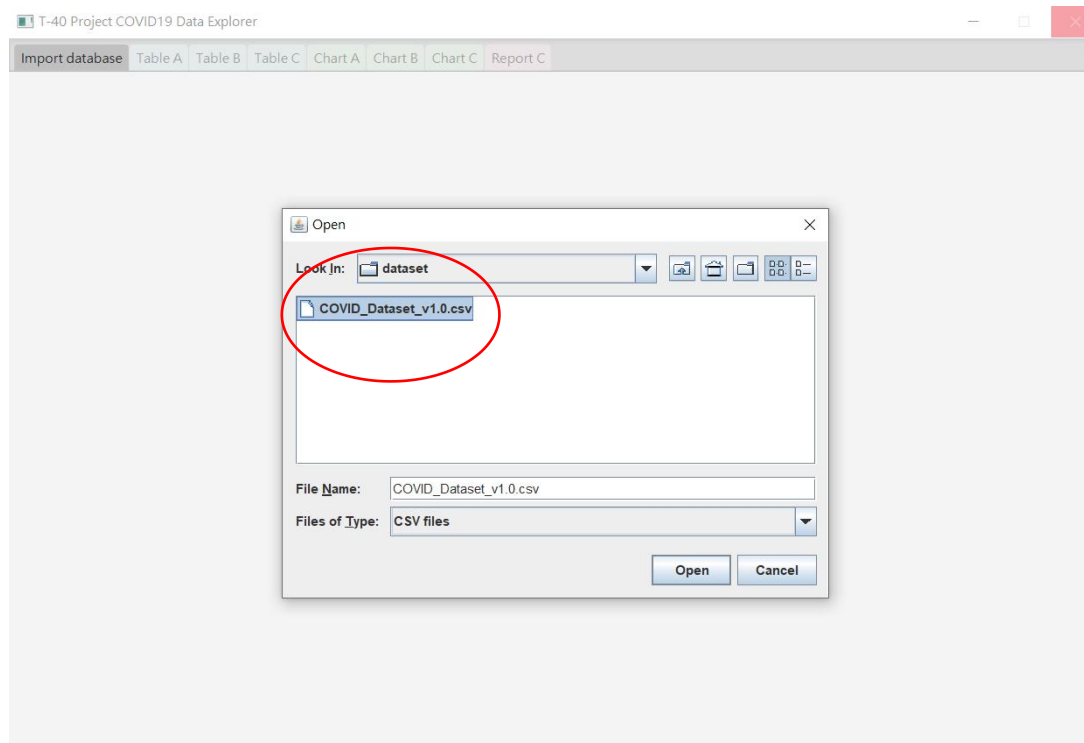 T-40 Project COVID19 Data Explorer
Import database Table A Table B Table C Chart A Chart B Chart C Report C
Open
Look In: dataset
COVID_Dataset_v1.0.csv
File Name: COVID_Dataset_v1.0.csv
Files of Type: CSV files
Open Cancel